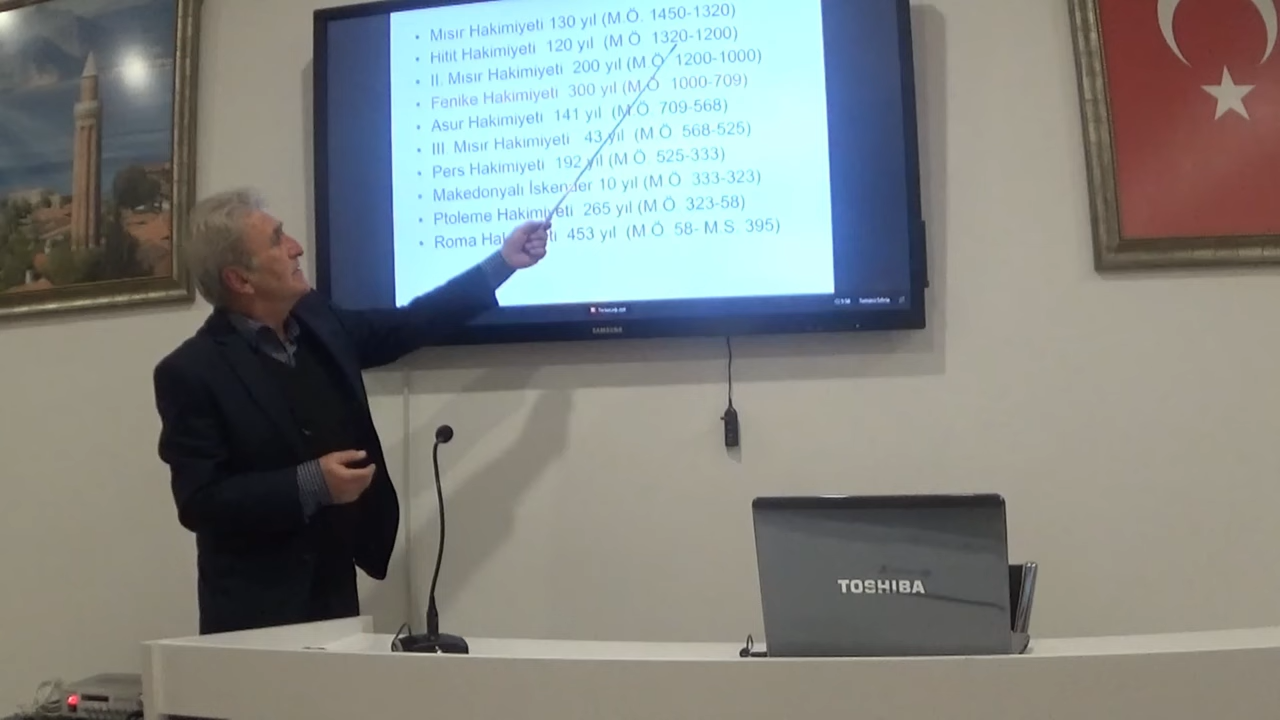 • Mısır Hakimiyeti 130 yıl (M.Ö. 1450-1320)
• Hitit Hakimiyeti 120 yıl (M Ö 1320-1200)
• II. Mısır Hakimiyeti 200 yıl (M.Ö 1200-1000)
• Fenike Hakimiyeti 300 yıl (M.Ö 1000-709)
• Asur Hakimiyeti 141 yıl (M.Ö 709-568)
• III Mısır Hakimiyeti 43 yıl (M Ö 568-525)
• Pers Hakimiyeti 192 yıl (M Ö 525-333)
• Makedonyalı İskender 10 yıl (M Ö 333-323)
• Ptoleme Hakimiyeti 265 yıl (M Ö 323-58)
• Roma 453 yıl (M Ö 58- M.S 395)
SAMSUNG
TOSHIBA